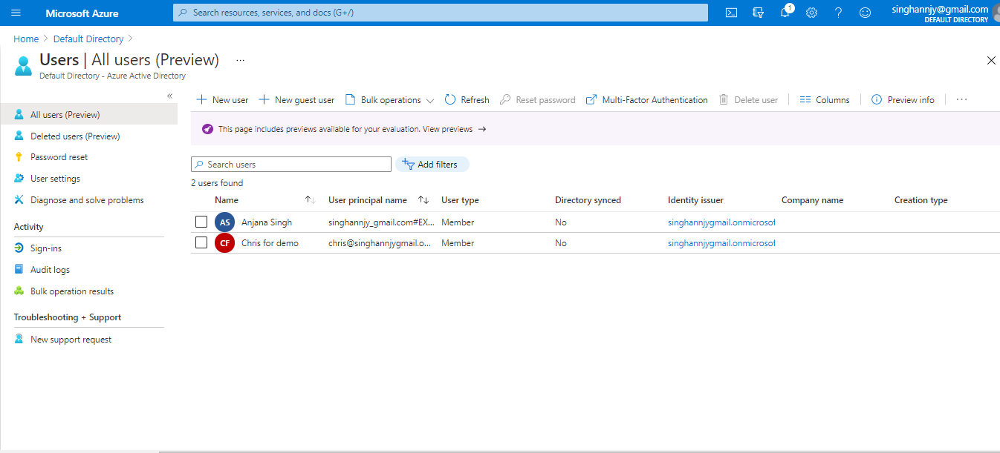 Microsoft Azure
Search resources, services, and docs (G+/)
1
singhannjy@gmail.com
DEFAULT DIRECTORY
Home > Default Directory >
Users | All users (Preview) ...
Default Directory - Azure Active Directory
«
All users (Preview)
Deleted users (Preview)
Password reset
User settings
Diagnose and solve problems
Activity
Sign-ins
Audit logs
Bulk operation results
Troubleshooting + Support
New support request
New user New guest user Bulk operations Refresh Reset password Multi-Factor Authentication Delete user Columns Preview info ...
This page includes previews available for your evaluation. View previews →
Search users Add filters
2 users found
Name ↑↓ User principal name ↑↓ User type Directory synced Identity issuer Company name Creation type
AS Anjana Singh singhannjy_gmail.com#EX... Member No singhannjygmail.onmicrosof
CF Chris for demo chris@singhannjygmail.o... Member No singhannjygmail.onmicrosof